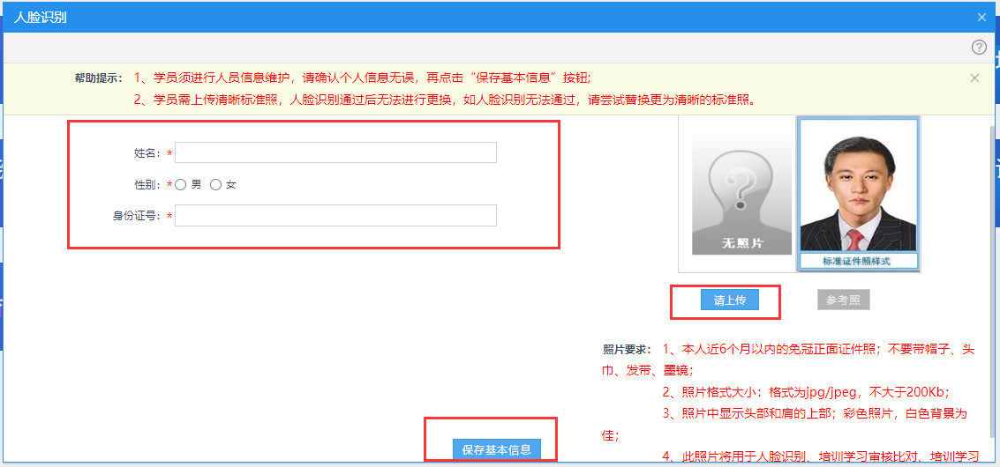 人脸识别
帮助提示： 1、学员须进行人员信息维护，请确认个人信息无误，再点击“保存基本信息”按钮;
2、学员需上传清晰标准照，人脸识别通过后无法进行更换，如人脸识别无法通过，请尝试替换更为清晰的标准照。
姓名：*
性别：* 男 女
身份证号：*
无照片
标准证件照样式
请上传
参考照
照片要求： 1、本人近6个月以内的免冠正面证件照；不要带帽子、头
巾、发带、墨镜；
2、照片格式大小：格式为jpg/jpeg，不大于200Kb；
3、照片中显示头部和肩的上部；彩色照片，白色背景为
佳；
4、此照片将用于人脸识别、培训学习审核比对、培训学习
保存基本信息